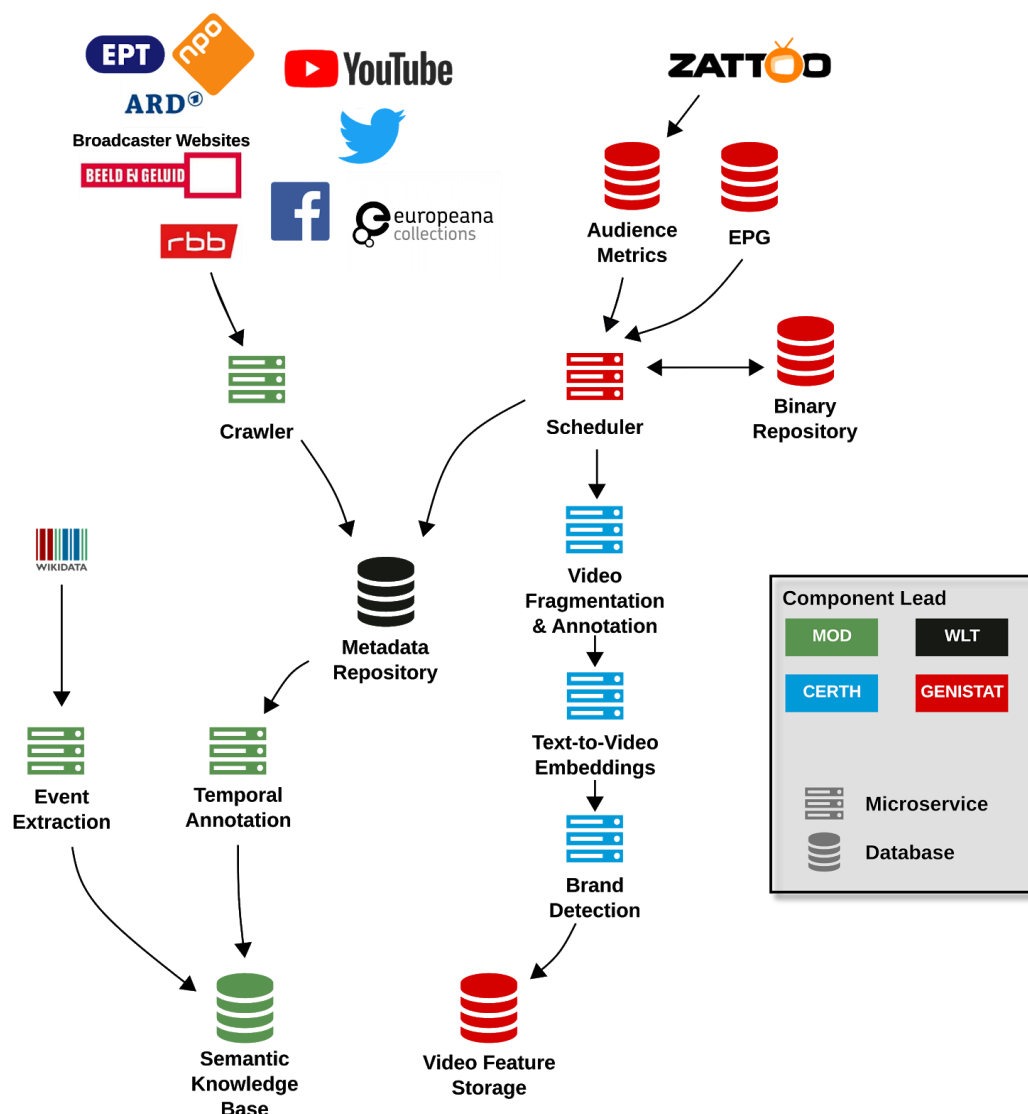 EPT
npo
ARD
YouTube
ZATTOO
Broadcaster Websites
BEELD EN GELUID
europeana
collections
rbb
Audience
Metrics
EPG
Crawler
Scheduler
Binary
Repository
WIKIDATA
Metadata
Repository
Video
Fragmentation
& Annotation
Component Lead
MOD
WLT
CERTH
GENISTAT
Text-to-Video
Embeddings
Event
Extraction
Temporal
Annotation
Microservice
Database
Brand
Detection
Semantic
Knowledge
Base
Video Feature
Storage